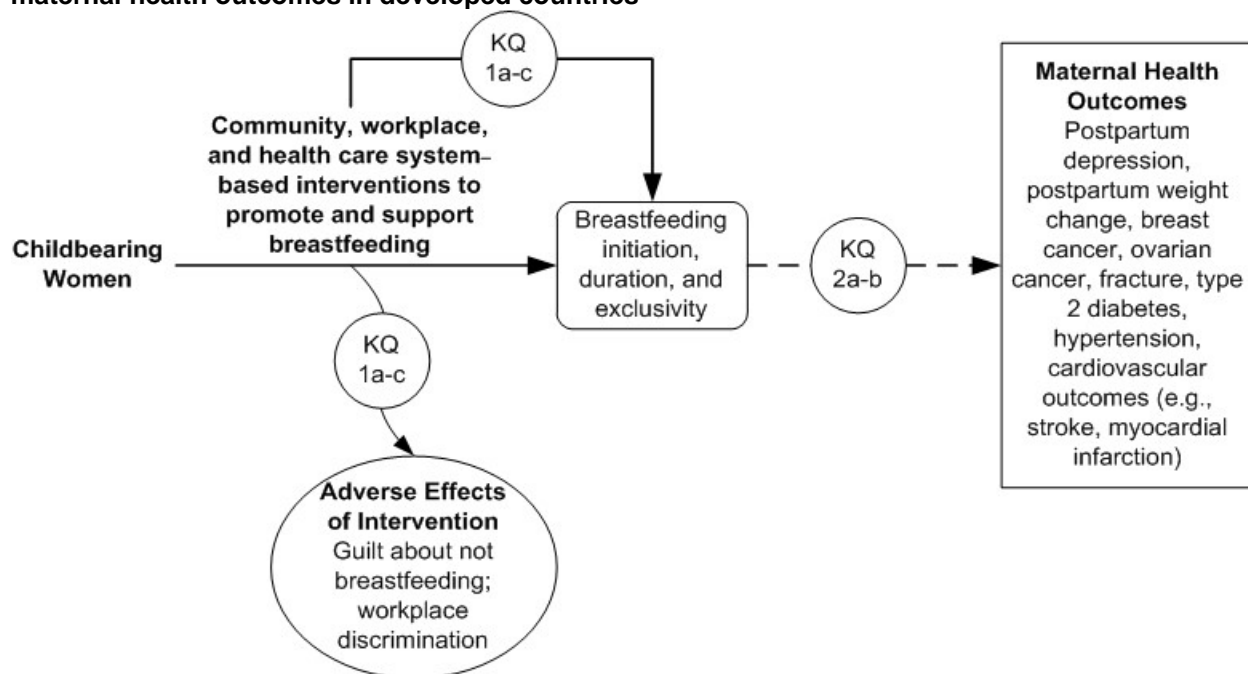 maternal health outcomes in developed countries
KQ
1a-c
Community, workplace,
and health care system–
based interventions to
promote and support
breastfeeding
Childbearing
Women
Breastfeeding
initiation,
duration, and
exclusivity
KQ
2a-b
Maternal Health
Outcomes
Postpartum
depression,
postpartum weight
change, breast
cancer, ovarian
cancer, fracture, type
2 diabetes,
hypertension,
cardiovascular
outcomes (e.g.,
stroke, myocardial
infarction)
KQ
1a-c
Adverse Effects
of Intervention
Guilt about not
breastfeeding;
workplace
discrimination